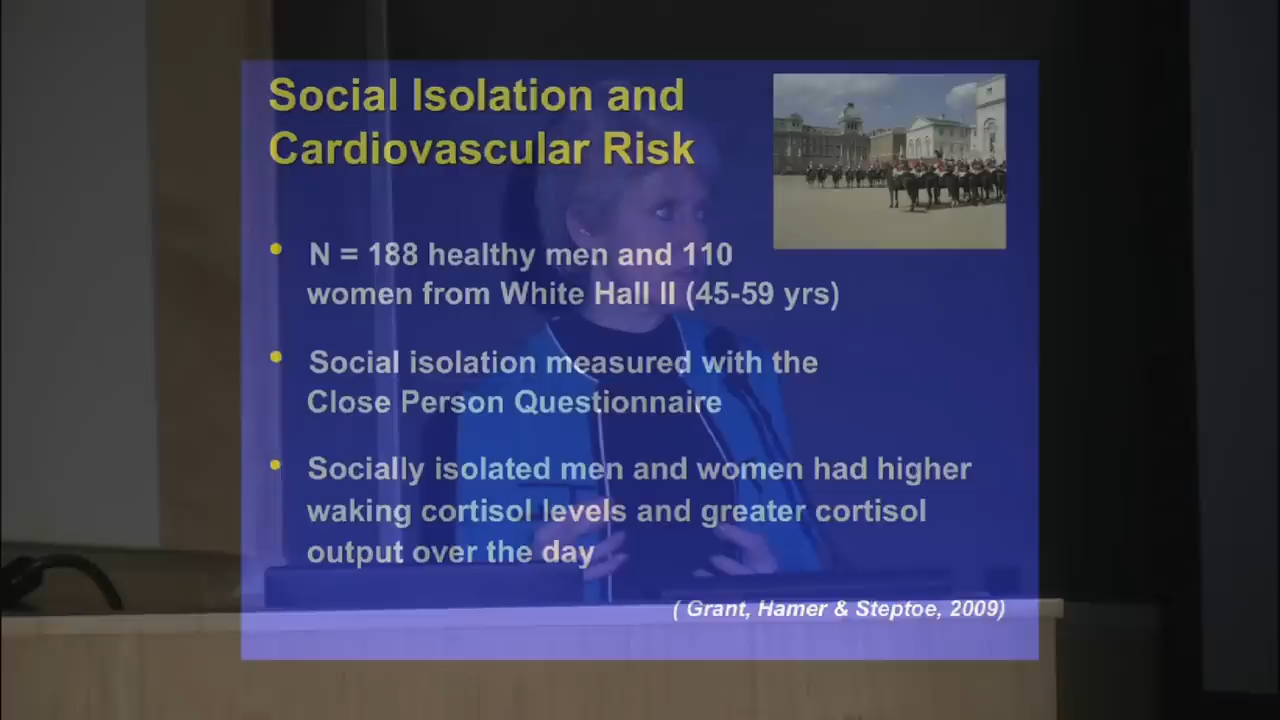 Social Isolation and
Cardiovascular Risk
• N = 188 healthy men and 110
women from White Hall II (45-59 yrs)
• Social isolation measured with the
Close Person Questionnaire
• Socially isolated men and women had higher
waking cortisol levels and greater cortisol
output over the day
( Grant, Hamer & Steptoe, 2009)